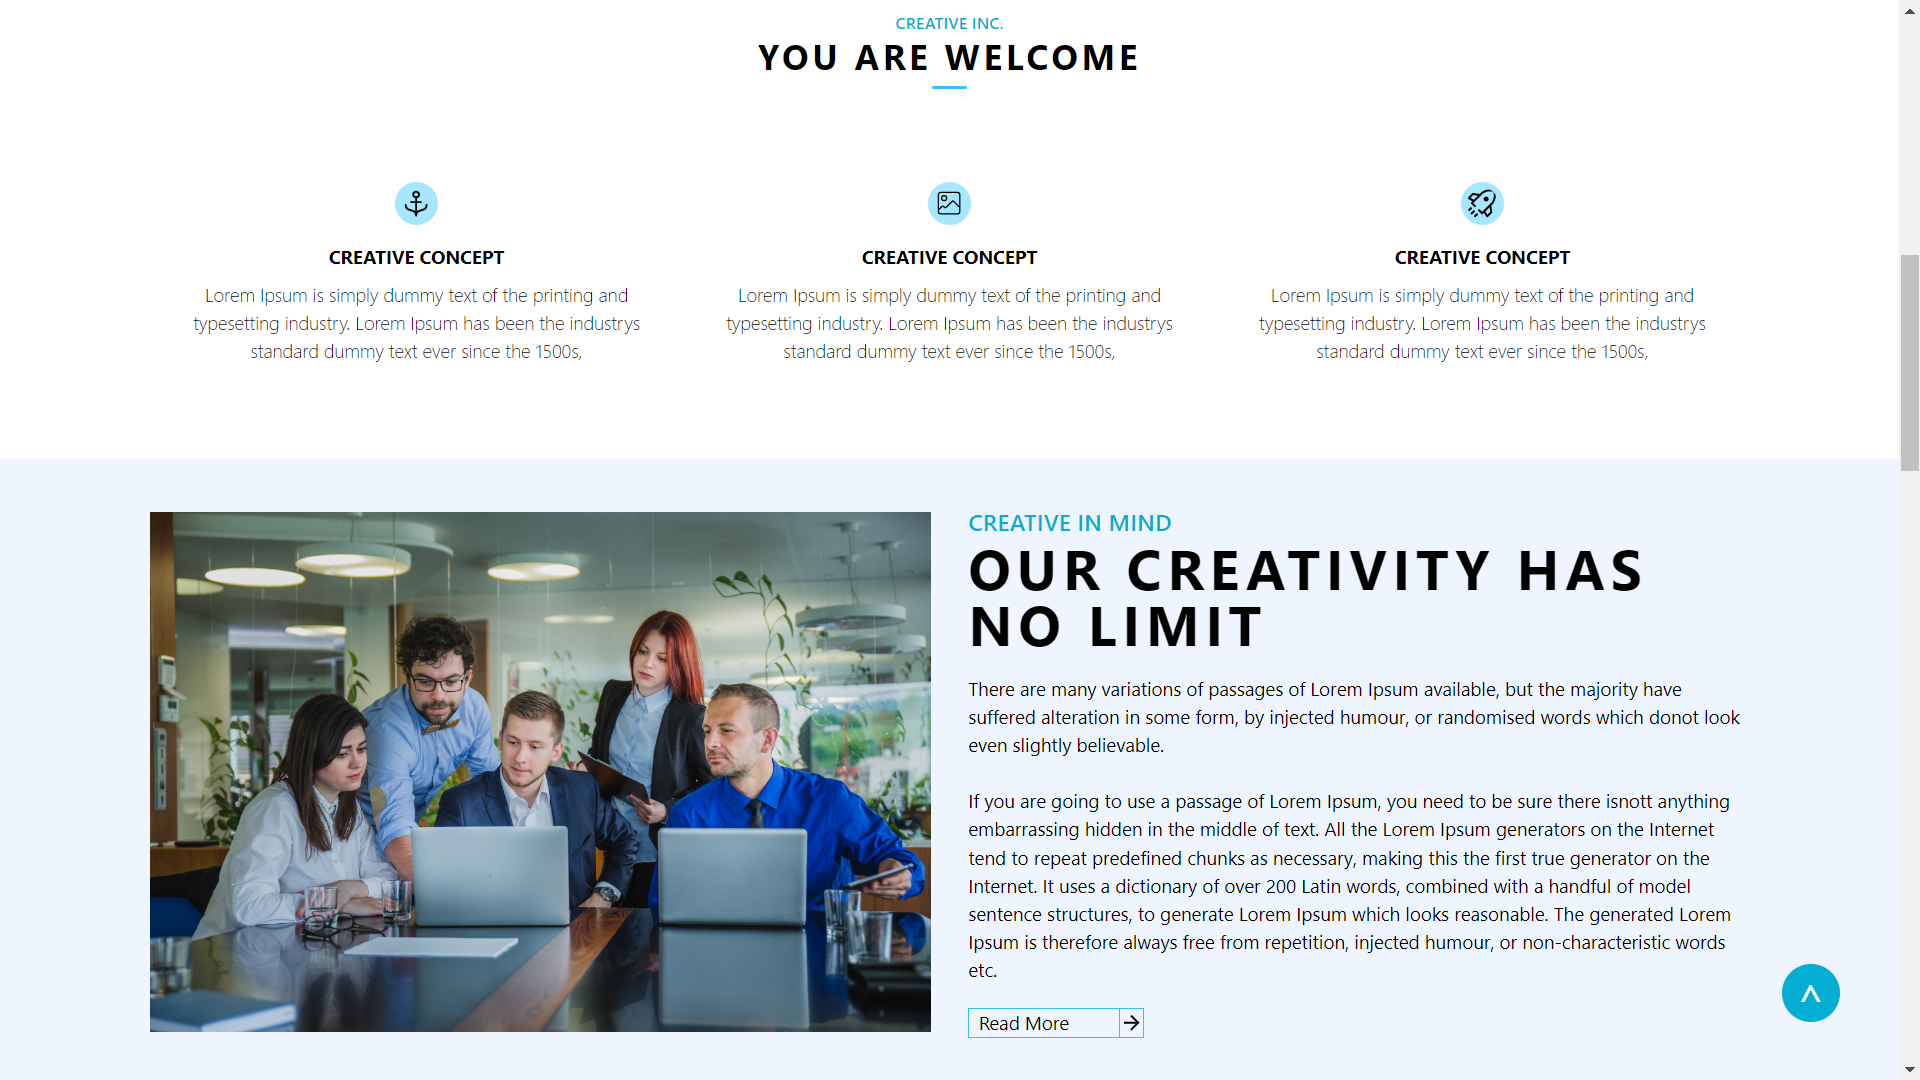 CREATIVE INC.
YOU ARE WELCOME
CREATIVE CONCEPT
Lorem Ipsum is simply dummy text of the printing and
typesetting industry. Lorem Ipsum has been the industrys
standard dummy text ever since the 1500s,
CREATIVE CONCEPT
Lorem Ipsum is simply dummy text of the printing and
typesetting industry. Lorem Ipsum has been the industrys
standard dummy text ever since the 1500s,
CREATIVE CONCEPT
Lorem Ipsum is simply dummy text of the printing and
typesetting industry. Lorem Ipsum has been the industrys
standard dummy text ever since the 1500s,
CREATIVE IN MIND
OUR CREATIVITY HAS
NO LIMIT
There are many variations of passages of Lorem Ipsum available, but the majority have
suffered alteration in some form, by injected humour, or randomised words which donot look
even slightly believable.
If you are going to use a passage of Lorem Ipsum, you need to be sure there isnott anything
embarrassing hidden in the middle of text. All the Lorem Ipsum generators on the Internet
tend to repeat predefined chunks as necessary, making this the first true generator on the
Internet. It uses a dictionary of over 200 Latin words, combined with a handful of model
sentence structures, to generate Lorem Ipsum which looks reasonable. The generated Lorem
Ipsum is therefore always free from repetition, injected humour, or non-characteristic words
etc.
Read More